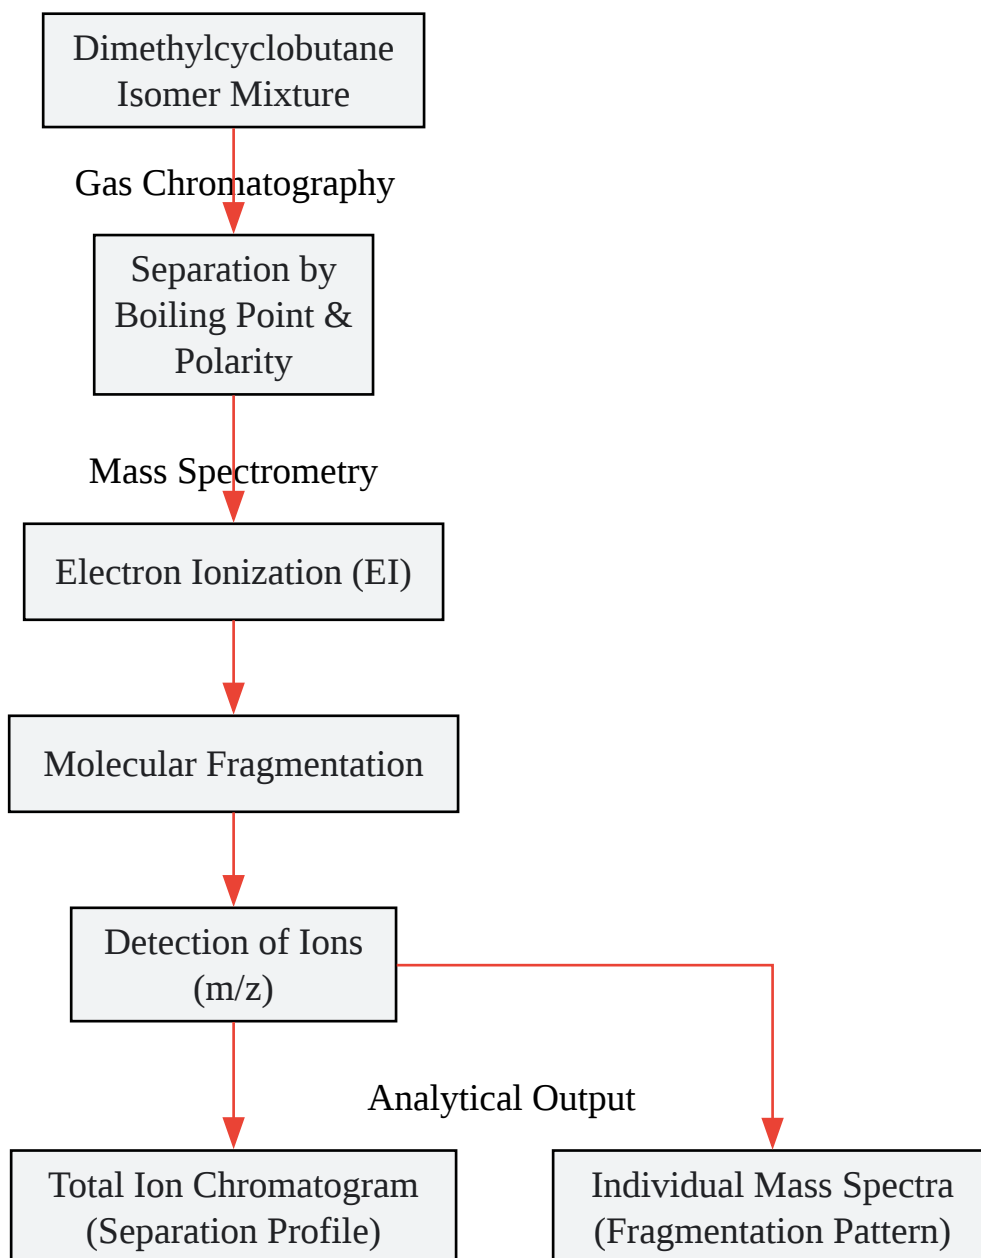 Dimethylcyclobutane
Isomer Mixture
Gas Chromatography
Separation by
Boiling Point &
Polarity
Mass Spectrometry
Electron Ionization (EI)
Molecular Fragmentation
Detection of Ions
(m/z)
Analytical Output
Total Ion Chromatogram
(Separation Profile)
Individual Mass Spectra
(Fragmentation Pattern)